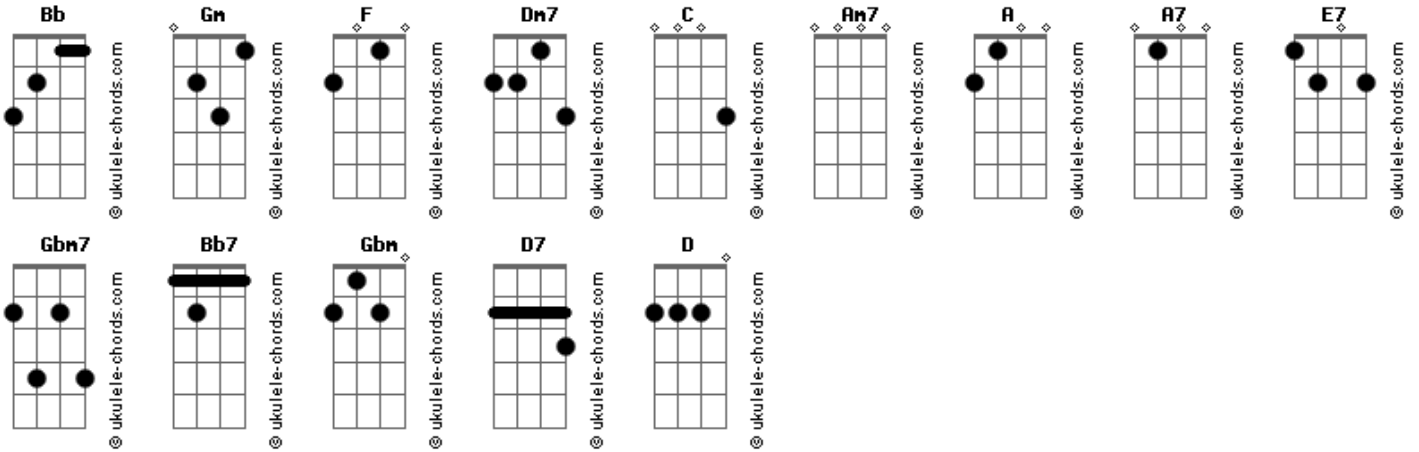 Bb Gm F Dm7 C Am7 A A7 E7
© ukulele-chords.com © ukulele-chords.com © ukulele-chords.com © ukulele-chords.com © ukulele-chords.com © ukulele-chords.com © ukulele-chords.com © ukulele-chords.com © ukulele-chords.com
Gbm7 Bb7 Gbm D7 D
© ukulele-chords.com © ukulele-chords.com © ukulele-chords.com © ukulele-chords.com © ukulele-chords.com